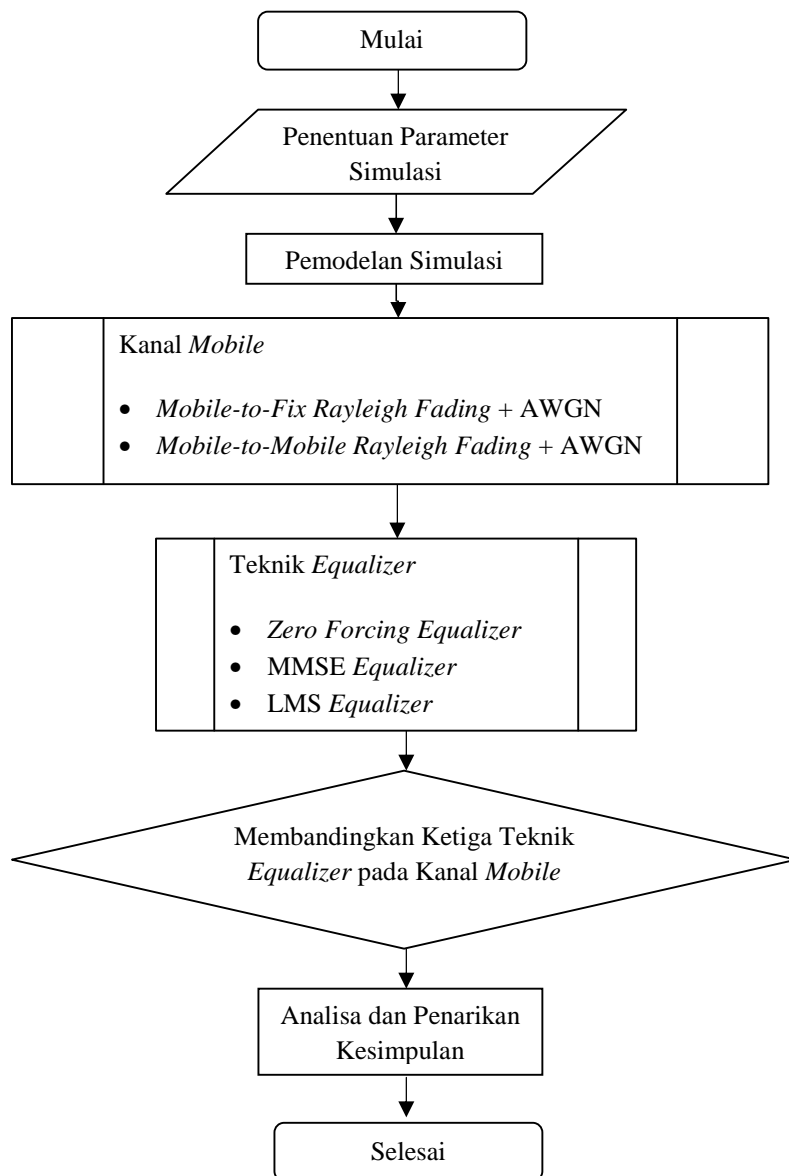 Mulai
Penentuan Parameter
Simulasi
Pemodelan Simulasi
Kanal Mobile
• Mobile-to-Fix Rayleigh Fading + AWGN
• Mobile-to-Mobile Rayleigh Fading + AWGN
Teknik Equalizer
• Zero Forcing Equalizer
• MMSE Equalizer
• LMS Equalizer
Membandingkan Ketiga Teknik
Equalizer pada Kanal Mobile
Analisa dan Penarikan
Kesimpulan
Selesai